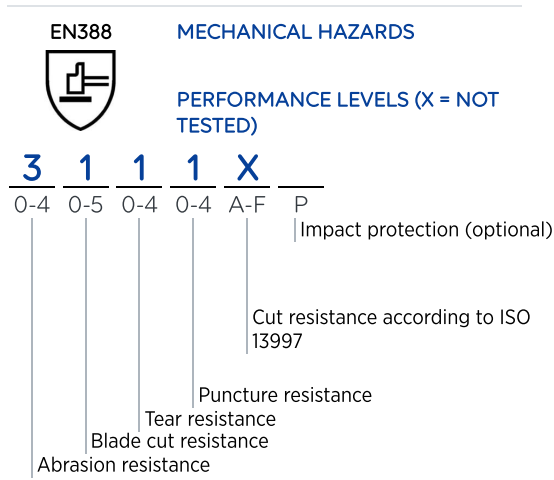 EN388
MECHANICAL HAZARDS
PERFORMANCE LEVELS (X = NOT
TESTED)
3 1 1 1 X
0-4 0-5 0-4 0-4 A-F P
Impact protection (optional)
Cut resistance according to ISO
13997
Puncture resistance
Tear resistance
Blade cut resistance
Abrasion resistance